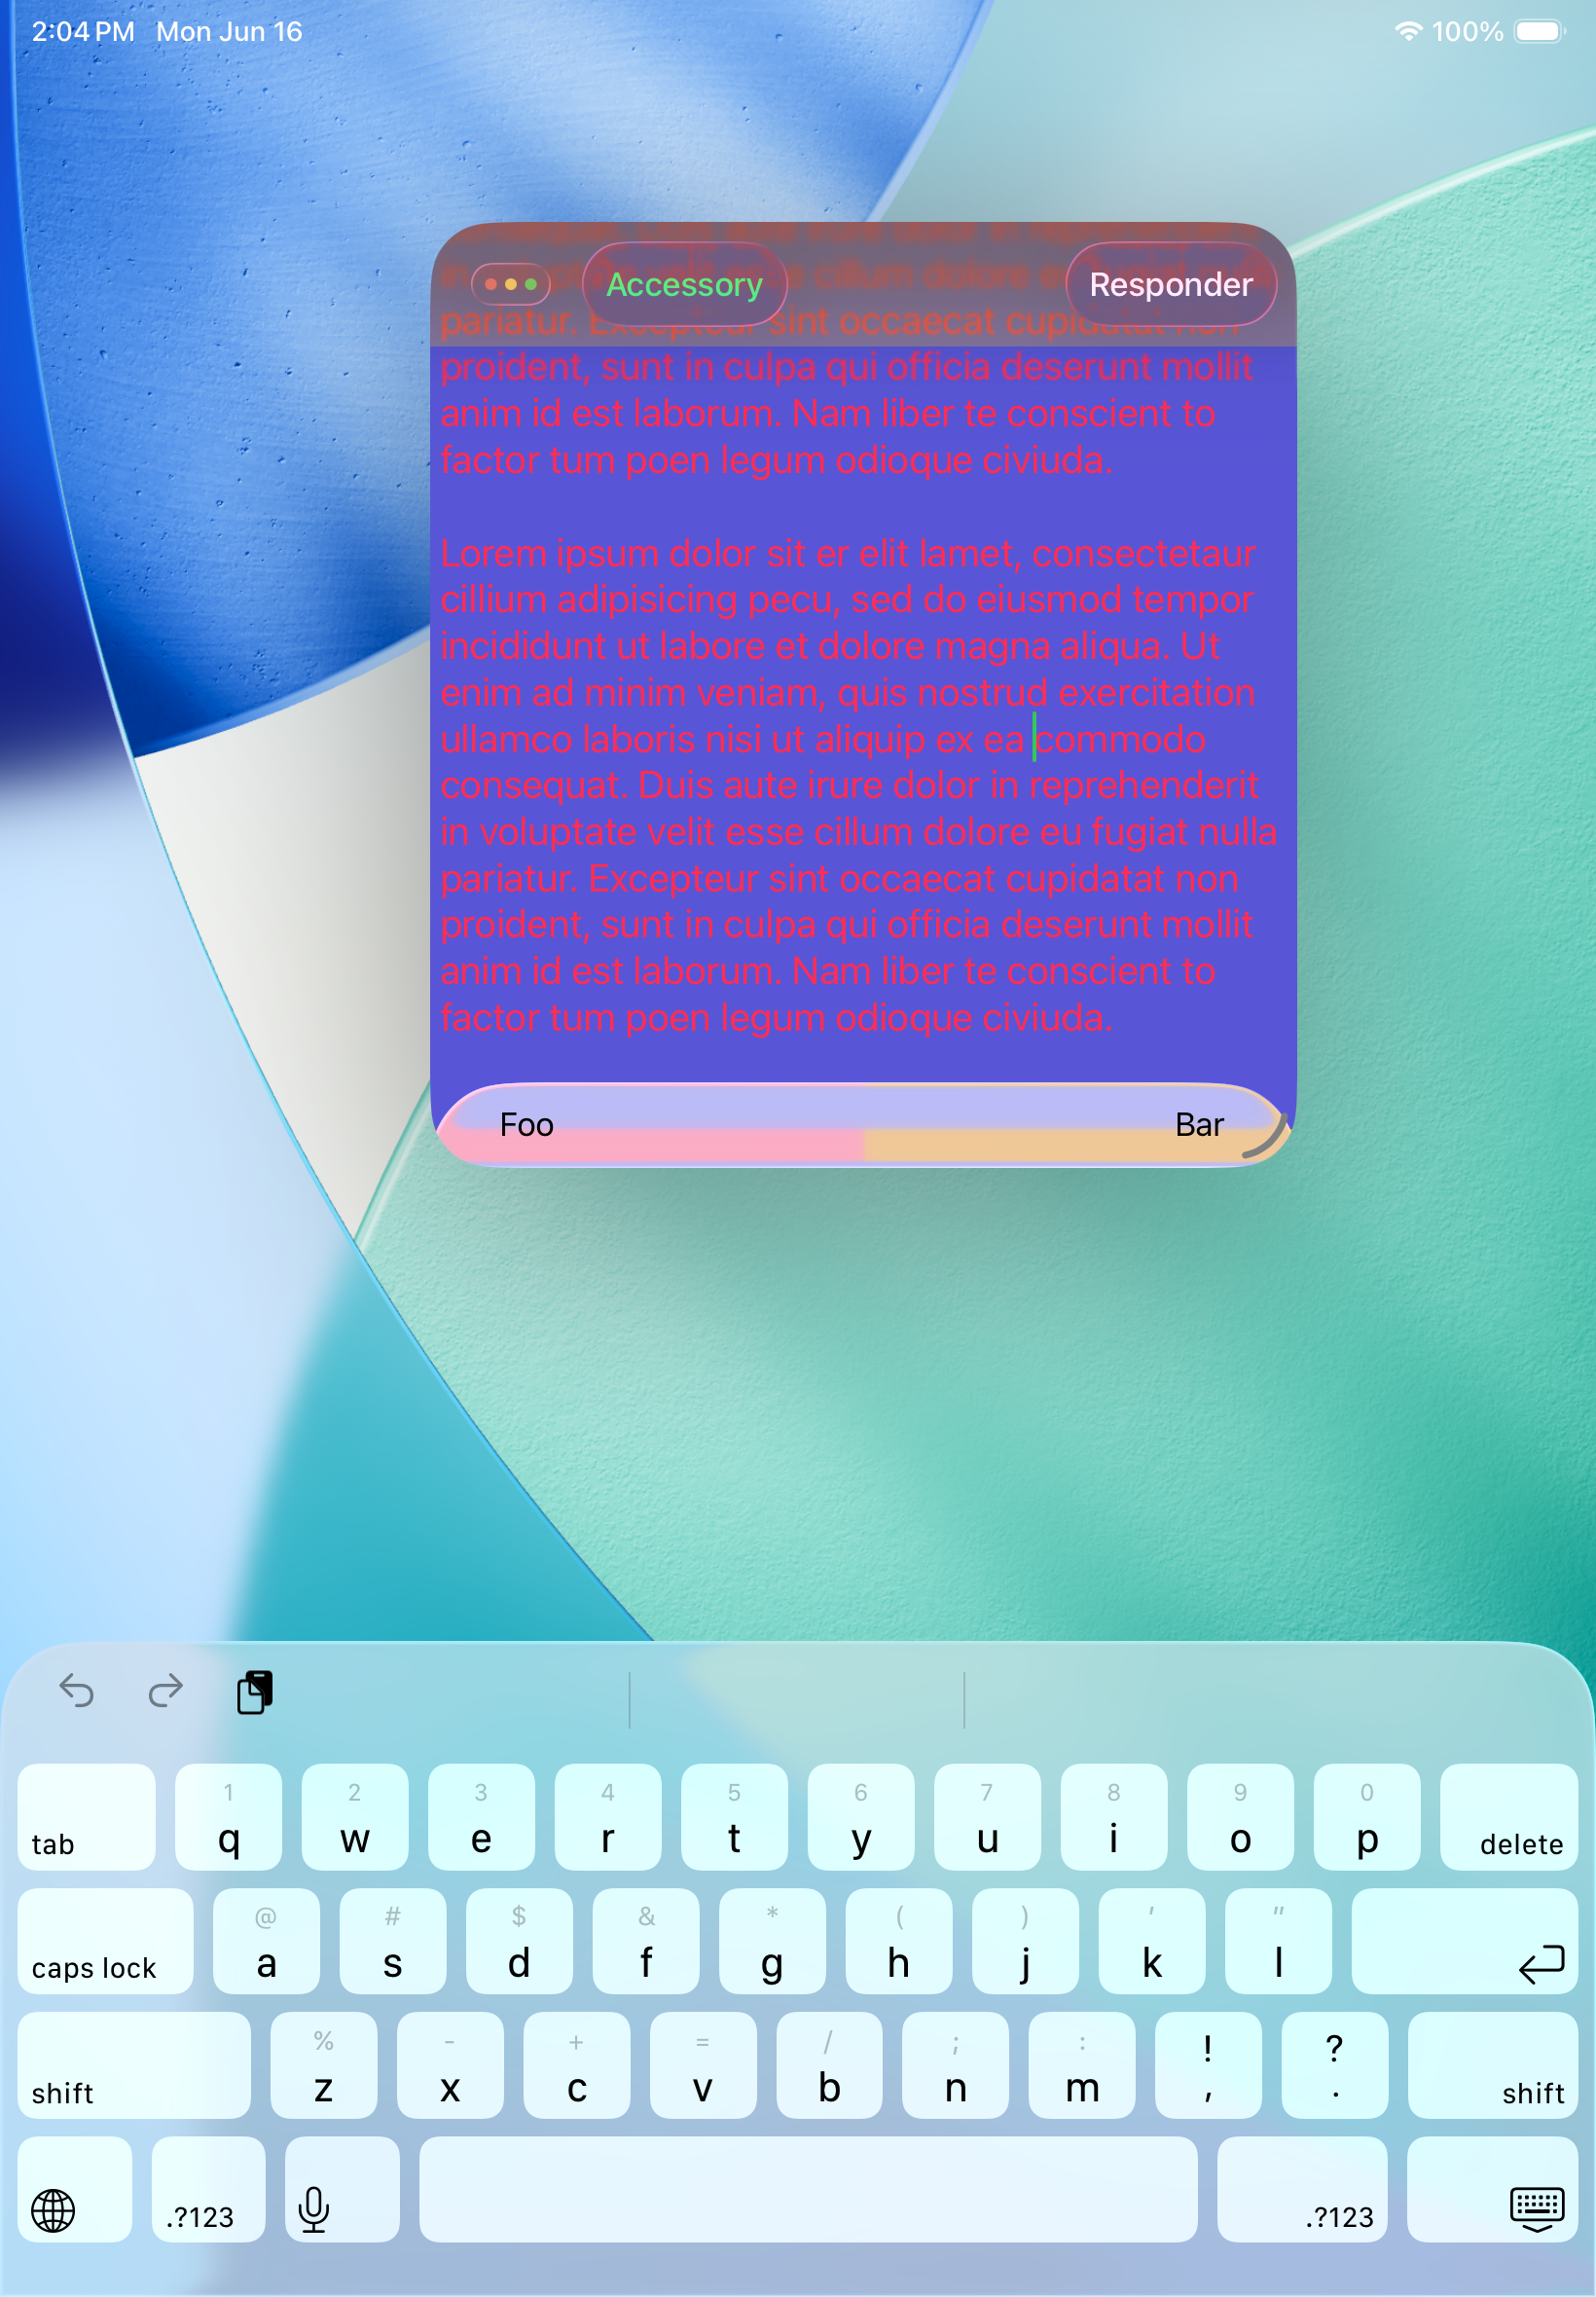 2:04 PM Mon Jun 16
100%
Accessory
Responder
pariatur. Excepteur sint occaecat cupidatat non
proident, sunt in culpa qui officia deserunt mollit
anim id est laborum. Nam liber te conscient to
factor tum poen legum odioque civiuda.
Lorem ipsum dolor sit er elit lamet, consectetaur
cillium adipisicing pecu, sed do eiusmod tempor
incididunt ut labore et dolore magna aliqua. Ut
enim ad minim veniam, quis nostrud exercitation
ullamco laboris nisi ut aliquip ex ea commodo
consequat. Duis aute irure dolor in reprehenderit
in voluptate velit esse cillum dolore eu fugiat nulla
pariatur. Excepteur sint occaecat cupidatat non
proident, sunt in culpa qui officia deserunt mollit
anim id est laborum. Nam liber te conscient to
factor tum poen legum odioque civiuda.
Foo Bar
1 2 3 4 5 6 7 8 9 0
tab q w e r t y u i o p delete
@ # $ & * ( ) ' "
caps lock a s d f g h j k l
% - + = / ; : ! ?
shift z x c v b n m , . shift
.?123 .?123